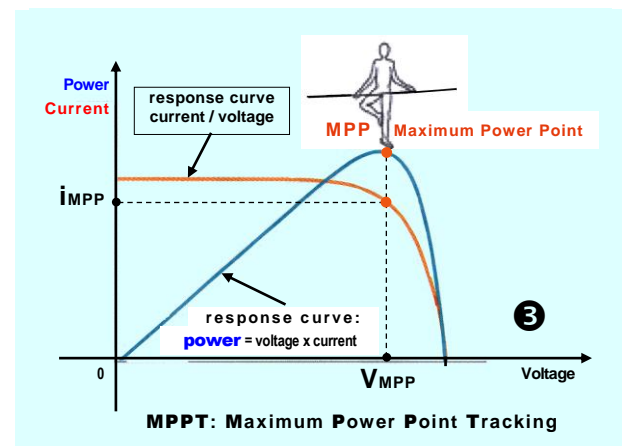 Power
Current
response curve
current / voltage
MPP Maximum Power Point
iMPP
response curve:
power = voltage x current
❸
0
VMPP
Voltage
MPPT: Maximum Power Point Tracking